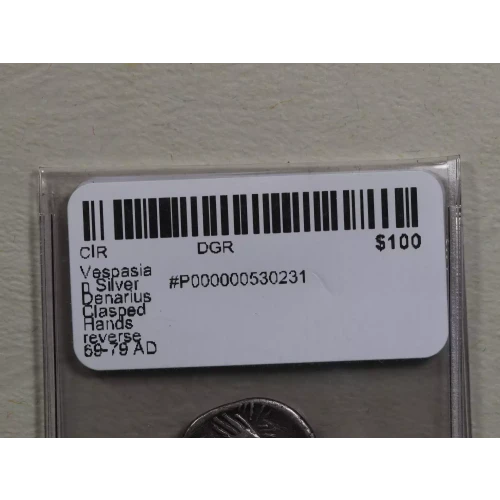 CIR DGR $100
Vespasia
n Silver #P000000530231
Denarius
Clasped
Hands
reverse
69-79 AD